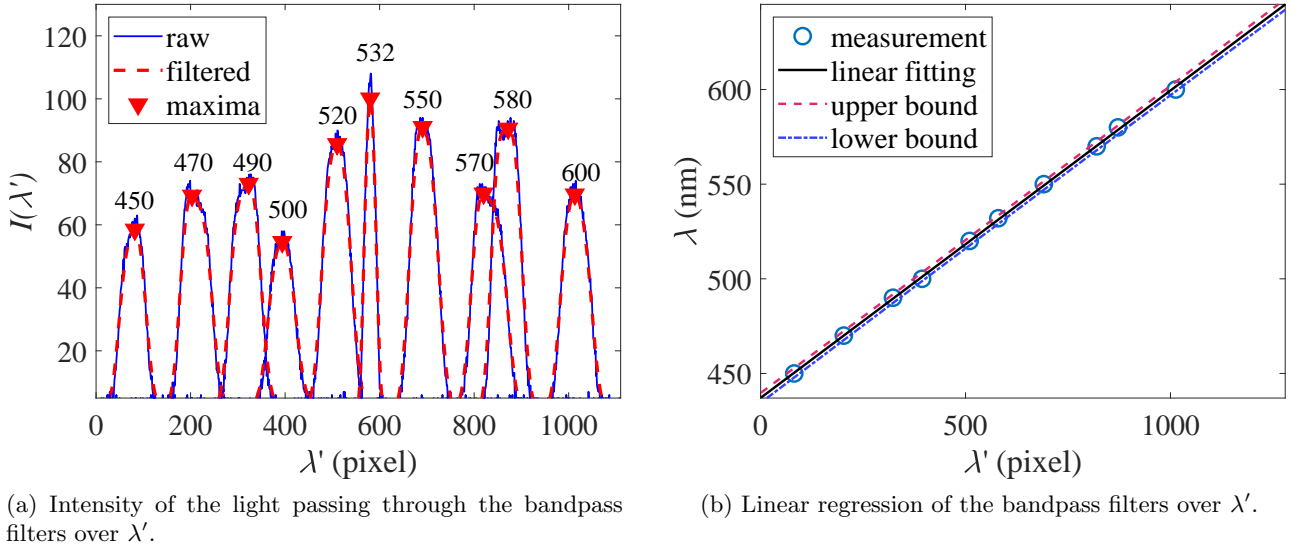 120
100
80
60
40
20
I(λ')
raw
filtered
maxima
450
470
490
500
520
532
550
570
580
600
0
200
400
600
800
1000
λ' (pixel)
(a) Intensity of the light passing through the bandpass
filters over λ′.
600
550
500
450
λ (nm)
measurement
linear fitting
upper bound
lower bound
0
500
1000
λ' (pixel)
(b) Linear regression of the bandpass filters over λ′.